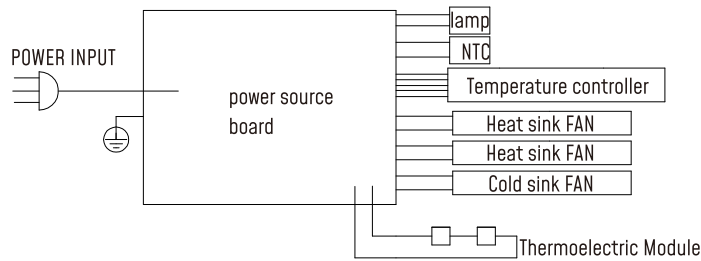 lamp
POWER INPUT
NTC
Temperature controller
power source
board
Heat sink FAN
Heat sink FAN
Cold sink FAN
Thermoelectric Module